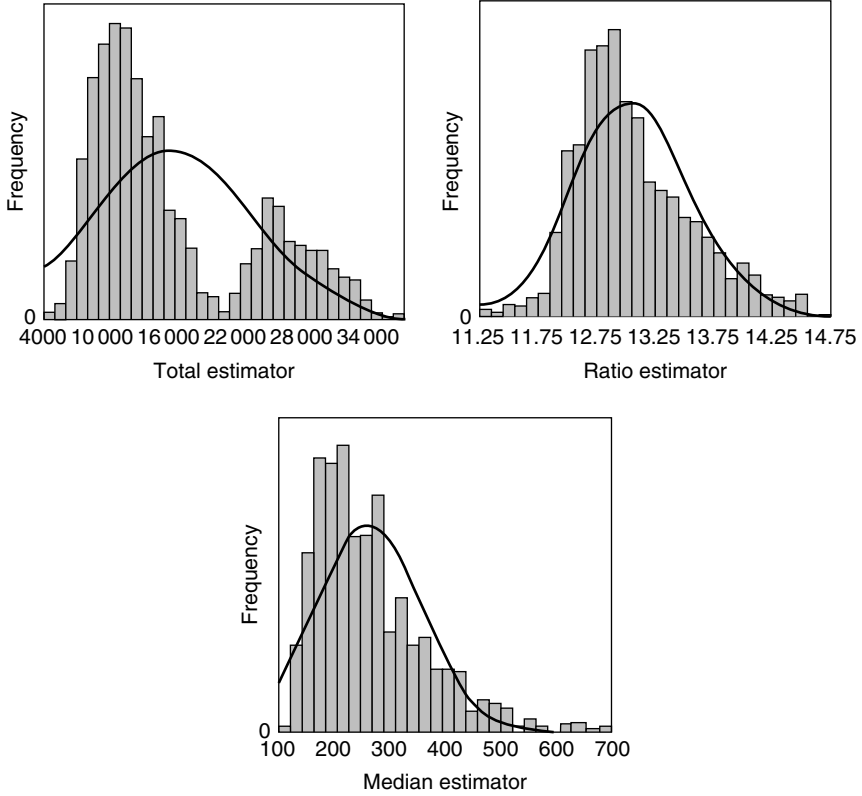 Frequency
0
4000 10 000 16 000 22 000 28 000 34 000
Total estimator
Frequency
0
11.25 11.75 12.75 13.25 13.75 14.25 14.75
Ratio estimator
Frequency
0
100 200 300 400 500 600 700
Median estimator